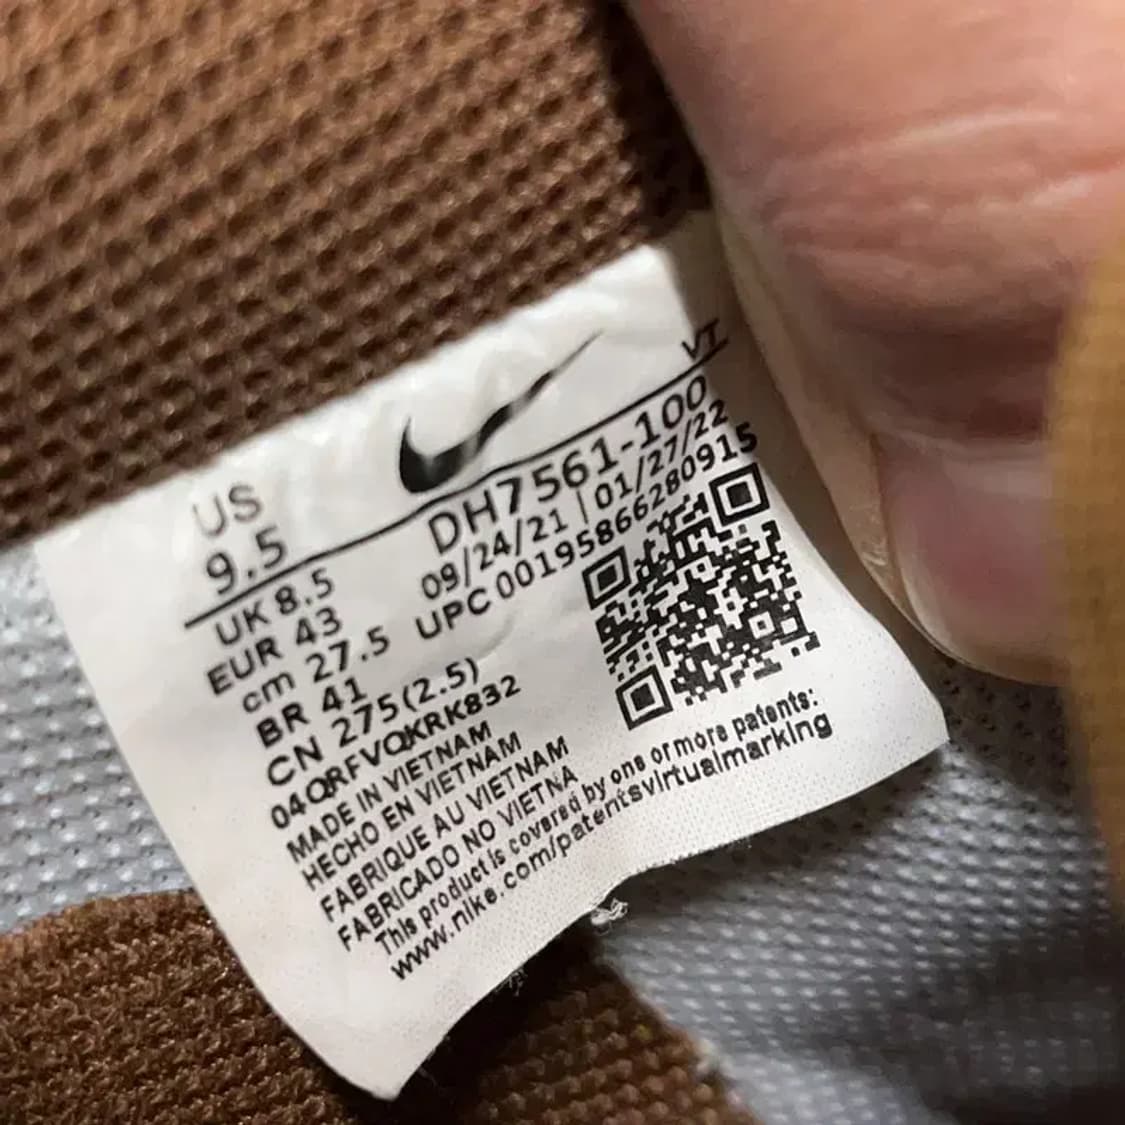 VT
US
9.5
DH7561-100
09/24/21 | 01/27/22
UPC 00195866280915
UK 8.5
EUR 43
cm 27.5
BR 41
CN 275(2.5)
04QRFVQKRK832
MADE IN VIETNAM
HECHO EN VIETNAM
FABRIQUE AU VIETNAM
FABRICADO NO VIETNA
This product is covered by one or more patents:
www.nike.com/patentsvirtualmarking